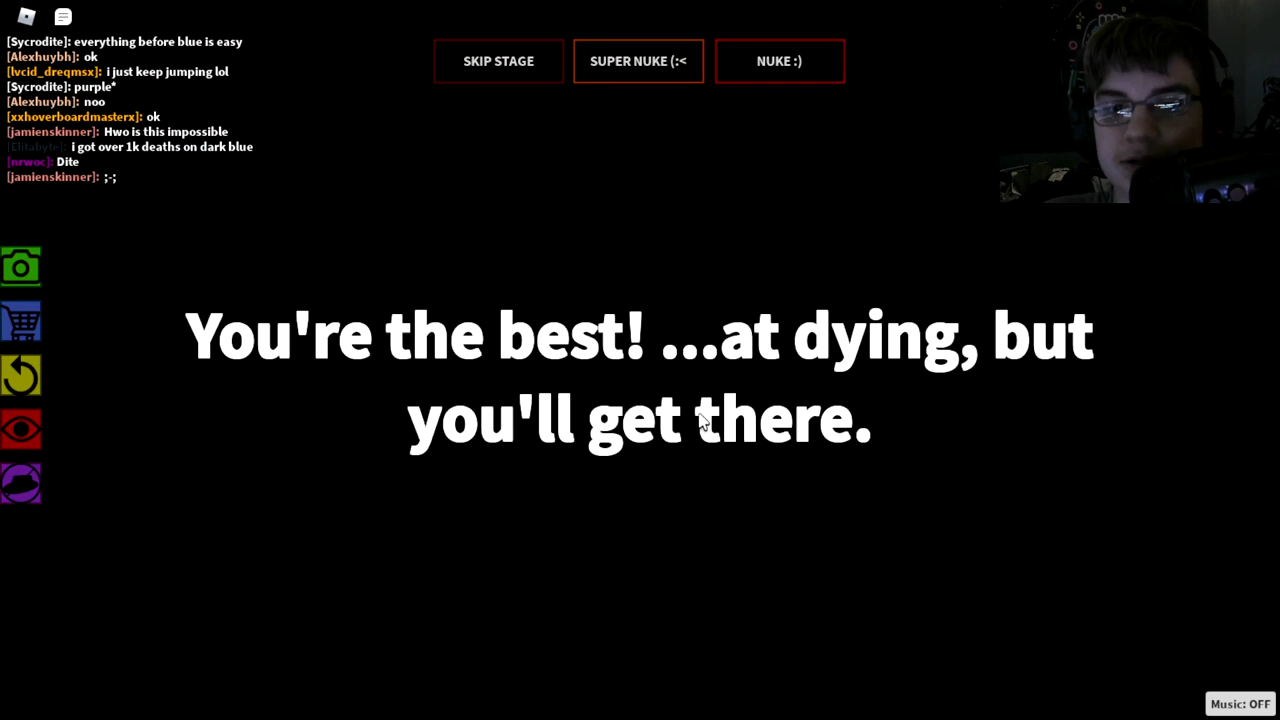 [Sycrodite]: everything before blue is easy
[Alexhuybh]: ok
[lvcid_dreqmsx]: i just keep jumping lol
[Sycrodite]: purple*
[Alexhuybh]: noo
[xxhoverboardmasterx]: ok
[jamienskinner]: Hwo is this impossible
[Elitabyte]: i got over 1k deaths on dark blue
[nrwoc]: Dite
[jamienskinner]: ;-;
SKIP STAGE
SUPER NUKE (:<
NUKE :)
You're the best! ...at dying, but
you'll get there.
Music: OFF